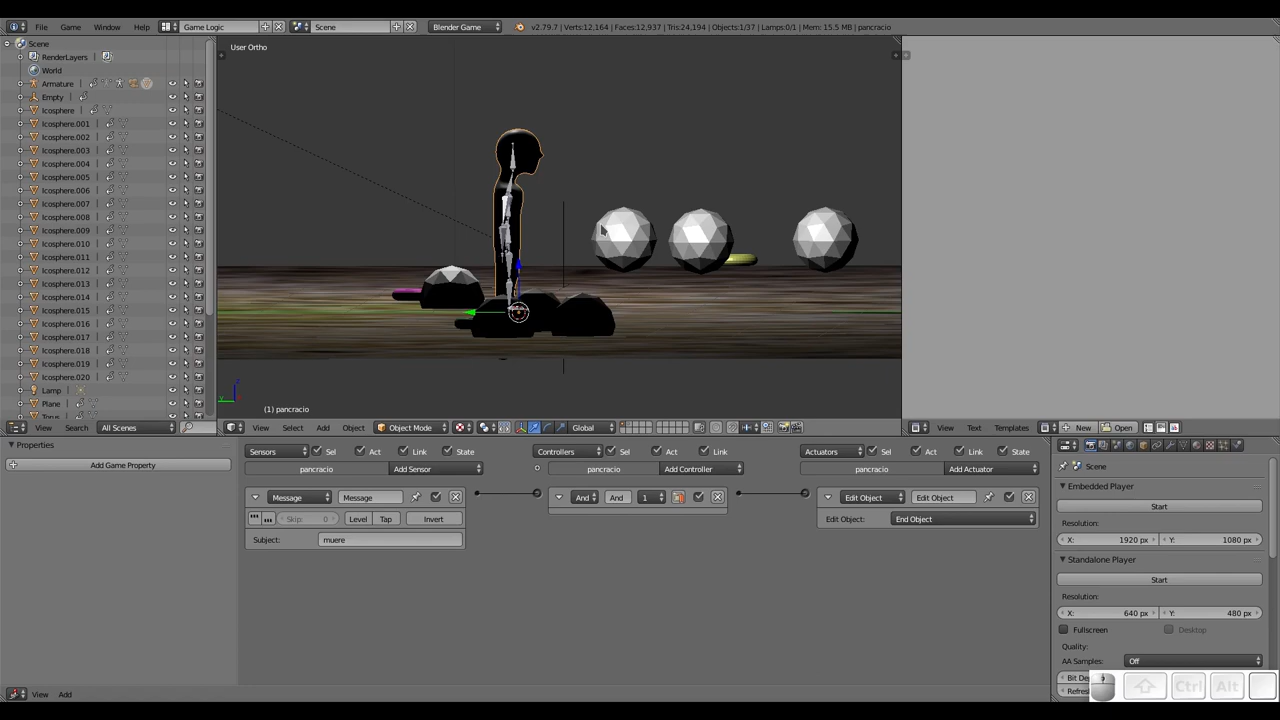 File Game Window Help Game Logic Scene Blender Game v2.79.7 | Verts:12,164 | Faces:12,937 | Tris:24,194 | Objects:1/37 | Lamps:0/1 | Mem: 15.5 MB | pancracio
Scene
RenderLayers
World
Armature
Empty
Icosphere
Icosphere.001
Icosphere.002
Icosphere.003
Icosphere.004
Icosphere.005
Icosphere.006
Icosphere.007
Icosphere.008
Icosphere.009
Icosphere.010
Icosphere.011
Icosphere.012
Icosphere.013
Icosphere.014
Icosphere.015
Icosphere.016
Icosphere.017
Icosphere.018
Icosphere.019
Icosphere.020
Lamp
Plane
User Ortho
(1) pancracio
View Search All Scenes
View Select Add Object Object Mode Global
View Text Templates New Open
Properties
Add Game Property
Sensors Sel Act Link State
pancracio Add Sensor
Message Message
Skip: 0 Level Tap Invert
Subject: muere
Controllers Sel Link
pancracio Add Controller
And And 1
Actuators Sel Act Link State
pancracio Add Actuator
Edit Object Edit Object
Edit Object: End Object
Scene
Embedded Player
Start
Resolution:
X: 1920 px Y: 1080 px
Standalone Player
Start
Resolution:
X: 640 px Y: 480 px
Fullscreen Desktop
Quality:
AA Samples: Off
Bit De
Refres
Ctrl Alt
View Add